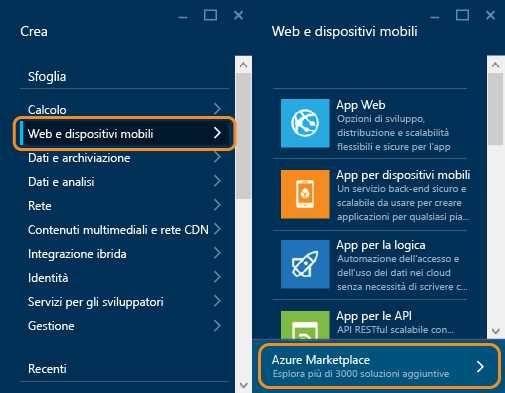 Crea
Sfoglia
Calcolo
Web e dispositivi mobili
Dati e archiviazione
Dati e analisi
Rete
Contenuti multimediali e rete CDN
Integrazione ibrida
Identità
Servizi per gli sviluppatori
Gestione
Recenti
Web e dispositivi mobili
App Web
Opzioni di sviluppo,
distribuzione e scalabilità
flessibili e sicure per l'app
App per dispositivi mobili
Un servizio back-end sicuro e
scalabile da usare per creare
applicazioni per qualsiasi pia...
App per la logica
Automazione dell'accesso e
dell'uso dei dati nei cloud
senza necessità di scrivere c...
App per le API
API RESTful scalabile con...
Azure Marketplace
Esplora più di 3000 soluzioni aggiuntive